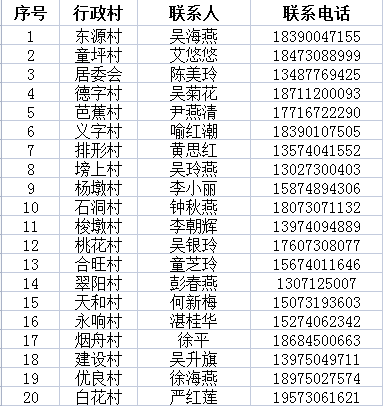 序号 行政村 联系人 联系电话
1 东源村 吴海燕 18390047155
2 童坪村 艾悠悠 18473088999
3 居委会 陈美玲 13487769425
4 德字村 吴菊花 18711200093
5 芭蕉村 尹燕清 17716722290
6 义字村 喻红潮 18390107505
7 排形村 黄思红 13574041552
8 塝上村 吴玲燕 13027300403
9 杨墩村 李小丽 15874894306
10 石洞村 钟秋燕 18073071132
11 梭墩村 李朝辉 13974094889
12 桃花村 吴银玲 17607308077
13 合旺村 童芝玲 15674011646
14 翠阳村 彭春燕 1307125007
15 天和村 何新梅 15073193603
16 永响村 湛桂华 15274062342
17 烟舟村 徐平 18684500663
18 建设村 吴升旗 13975049711
19 优良村 徐海燕 18975027574
20 白花村 严红莲 19573061621